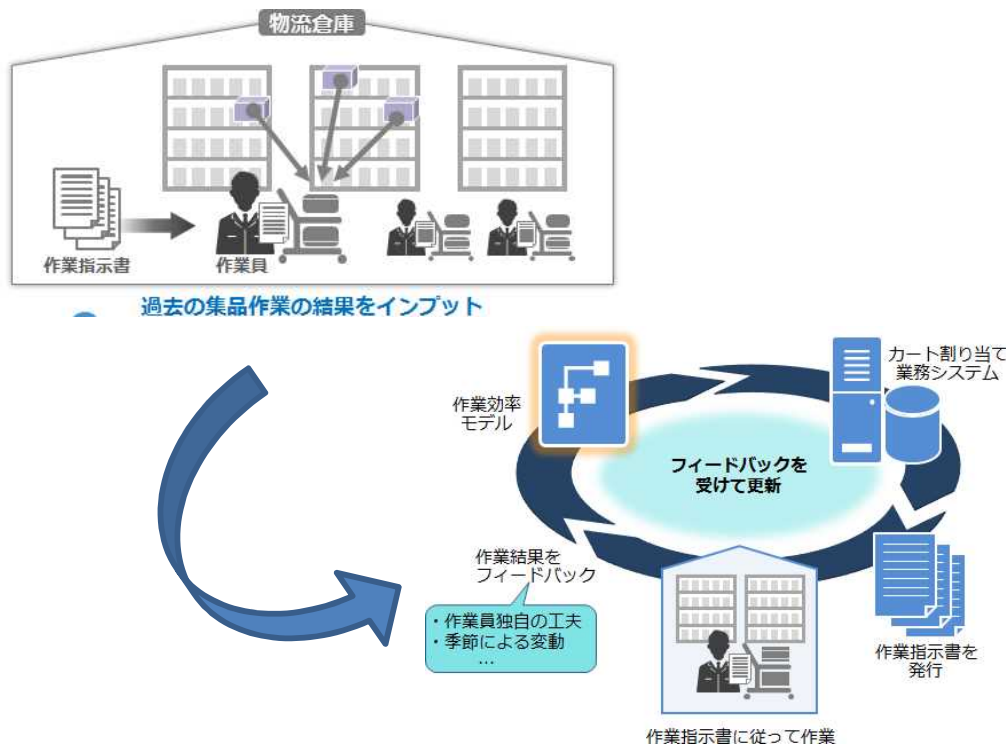 物流倉庫
作業指示書
作業員
過去の集品作業の結果をインプット
作業効率
モデル
カート割り当て
業務システム
フィードバックを
受けて更新
作業結果を
フィードバック
・作業員独自の工夫
・季節による変動
…
作業指示書を
発行
作業指示書に従って作業